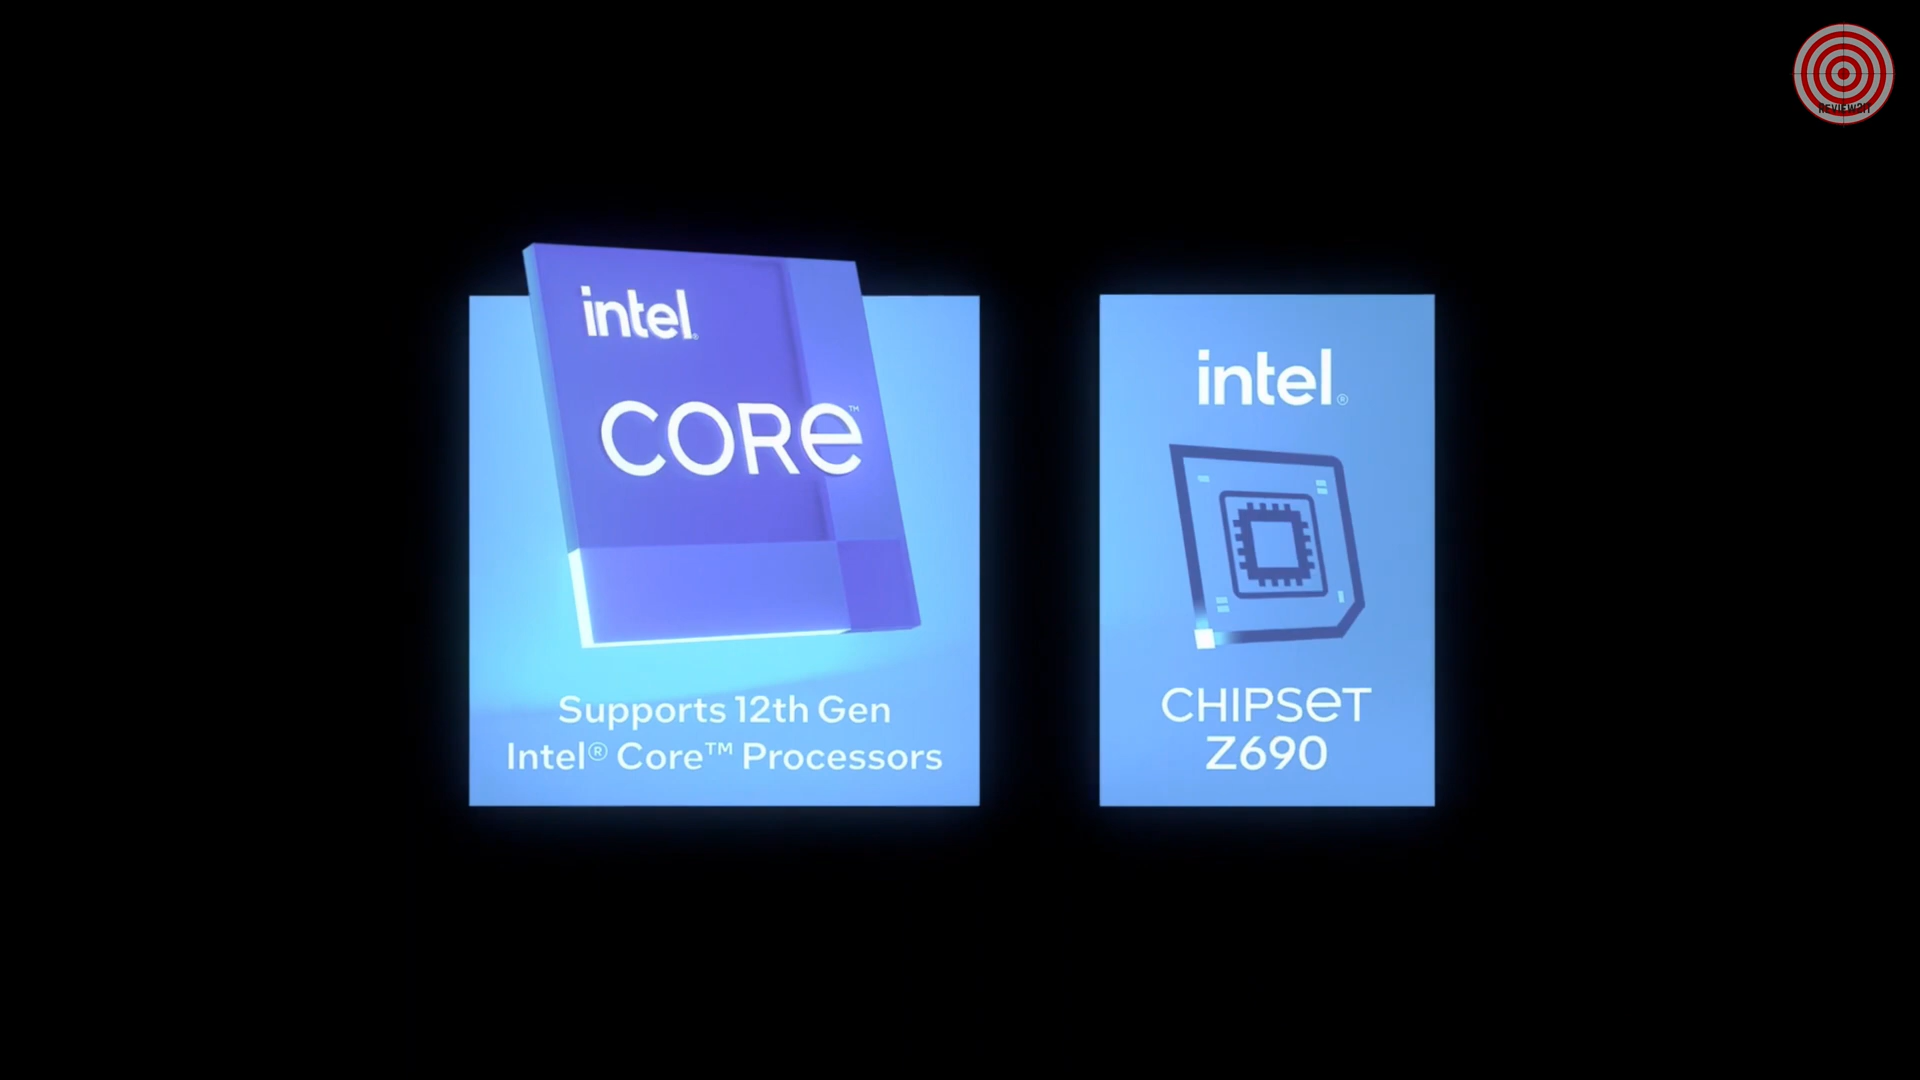 intel®
CORe™
Supports 12th Gen
Intel® Core™ Processors
intel®
CHIPSeT
Z690